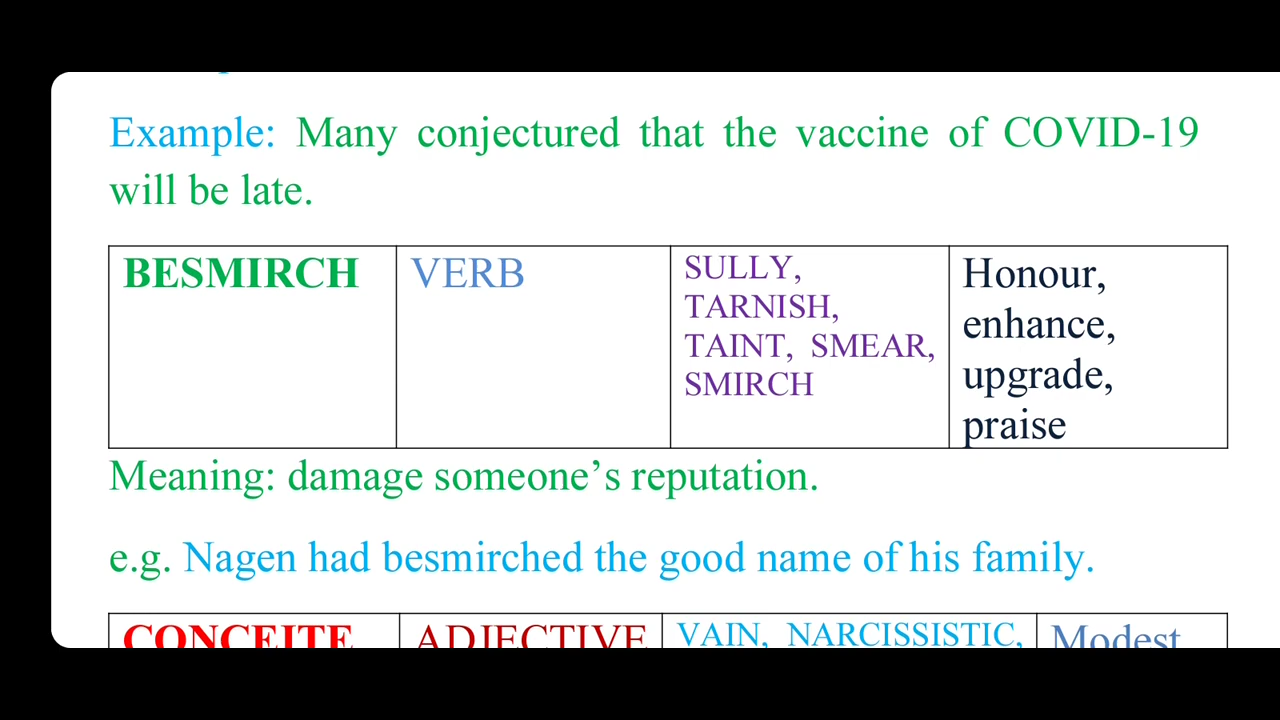 Example: Many conjectured that the vaccine of COVID-19
will be late.
BESMIRCH VERB SULLY, Honour,
TARNISH, enhance,
TAINT, SMEAR, upgrade,
SMIRCH praise
Meaning: damage someone’s reputation.
e.g. Nagen had besmirched the good name of his family.
CONCEITE ADJECTIVE VAIN, NARCISSISTIC, Modest